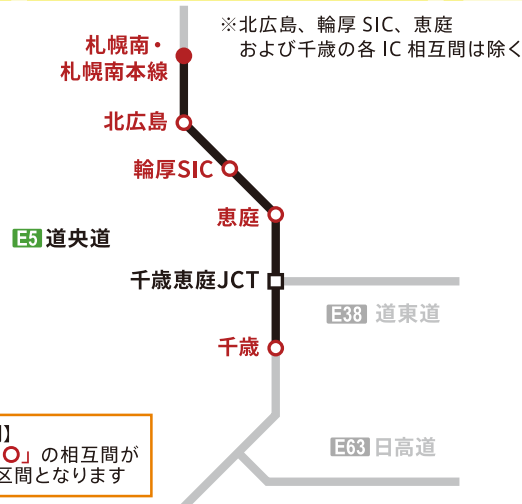 ※北広島、輪厚SIC、恵庭
および千歳の各IC相互間は除く
札幌南・
札幌南本線
北広島
輪厚SIC
恵庭
E5 道央道
千歳恵庭JCT
E38 道東道
千歳
E63 日高道
】
○」の相互間が
区間となります